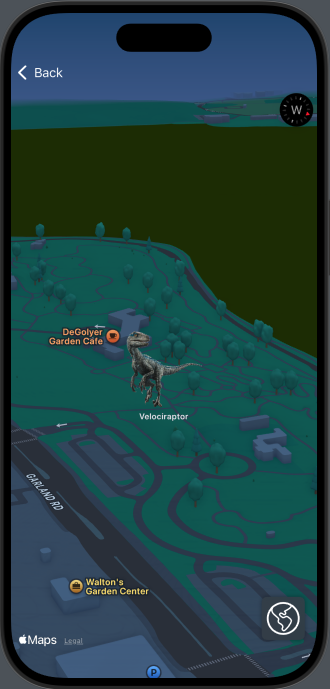 Back
W
DeGolyer
Garden Cafe
Velociraptor
GARLAND RD
Walton's
Garden Center
Maps Legal
P